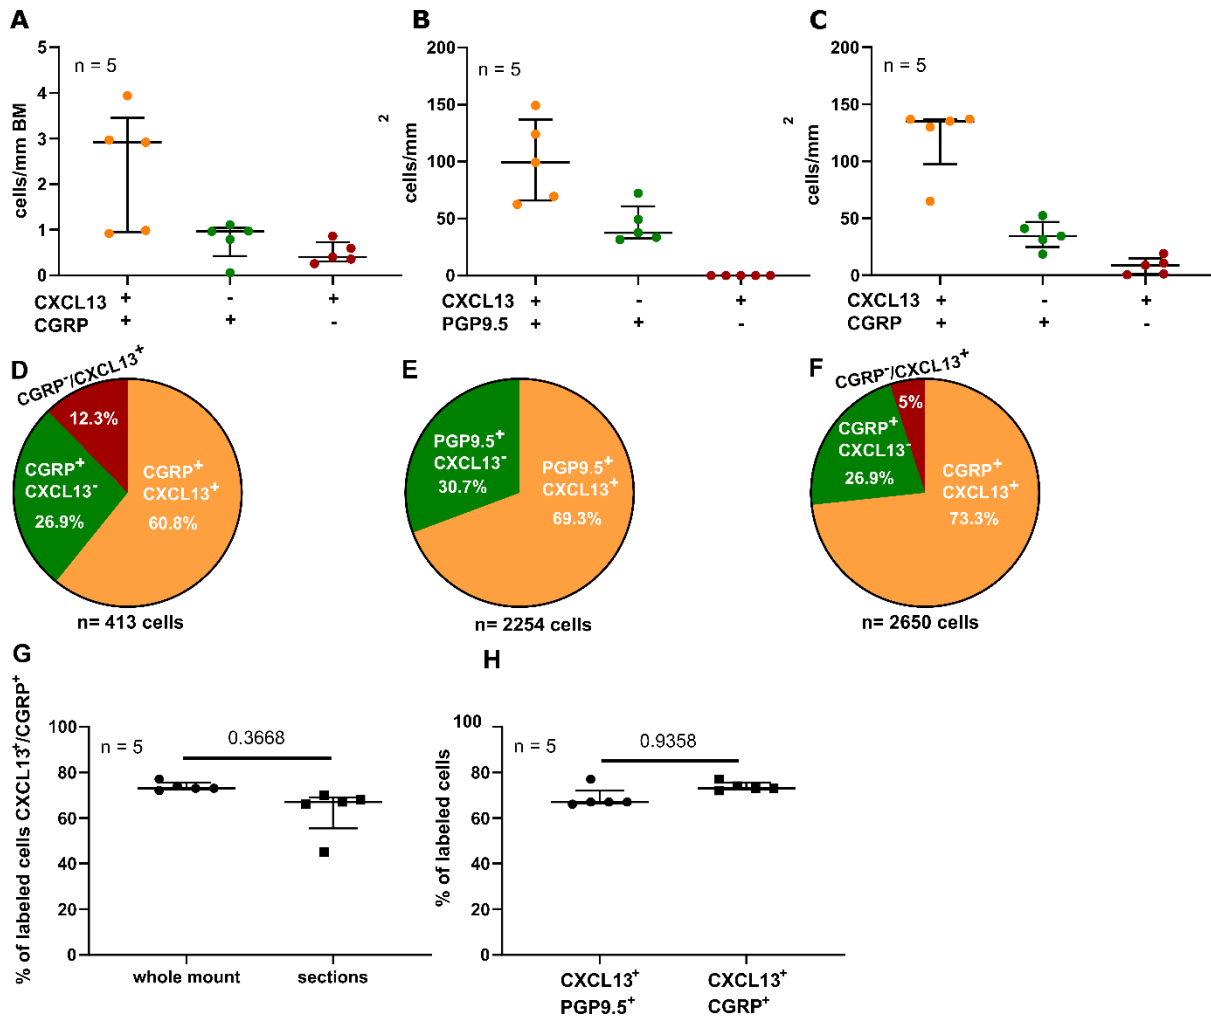 A
n = 5
cells/mm BM
5
4
3
2
1
0
CXCL13 + - +
CGRP + + -
B
n = 5
cells/mm
2
200
150
100
50
0
CXCL13 + - +
PGP9.5 + + -
C
n = 5
cells/mm
2
200
150
100
50
0
CXCL13 + - +
CGRP + + -
D
CGRP-/CXCL13+
12.3%
CGRP+
CXCL13-
26.9%
CGRP+
CXCL13+
60.8%
n= 413 cells
E
PGP9.5+
CXCL13-
30.7%
PGP9.5+
CXCL13+
69.3%
n= 2254 cells
F
CGRP-/CXCL13+
5%
CGRP+
CXCL13-
26.9%
CGRP+
CXCL13+
73.3%
n= 2650 cells
G
% of labeled cells CXCL13+/CGRP+
n = 5
0.3668
100
80
60
40
20
0
whole mount
sections
H
% of labeled cells
n = 5
0.9358
100
80
60
40
20
0
CXCL13+
PGP9.5+
CXCL13+
CGRP+